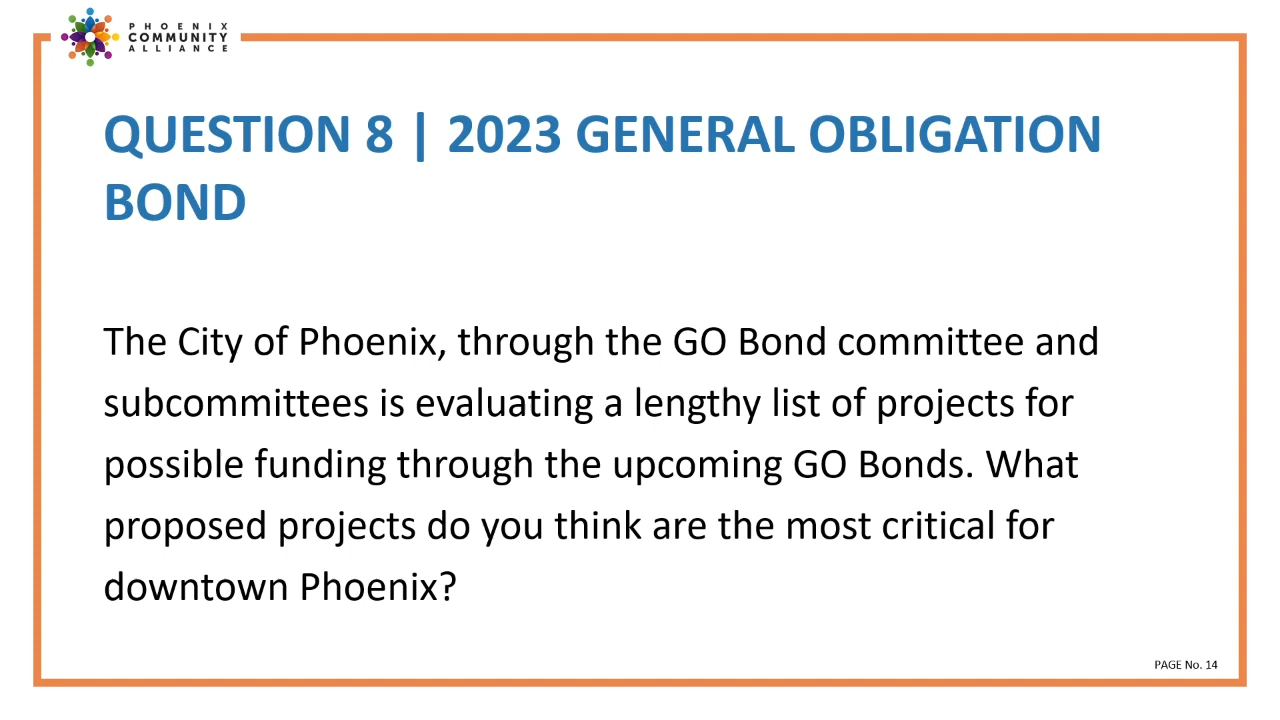 PHOENIX
COMMUNITY
ALLIANCE
QUESTION 8 | 2023 GENERAL OBLIGATION
BOND
The City of Phoenix, through the GO Bond committee and
subcommittees is evaluating a lengthy list of projects for
possible funding through the upcoming GO Bonds. What
proposed projects do you think are the most critical for
downtown Phoenix?
PAGE No. 14